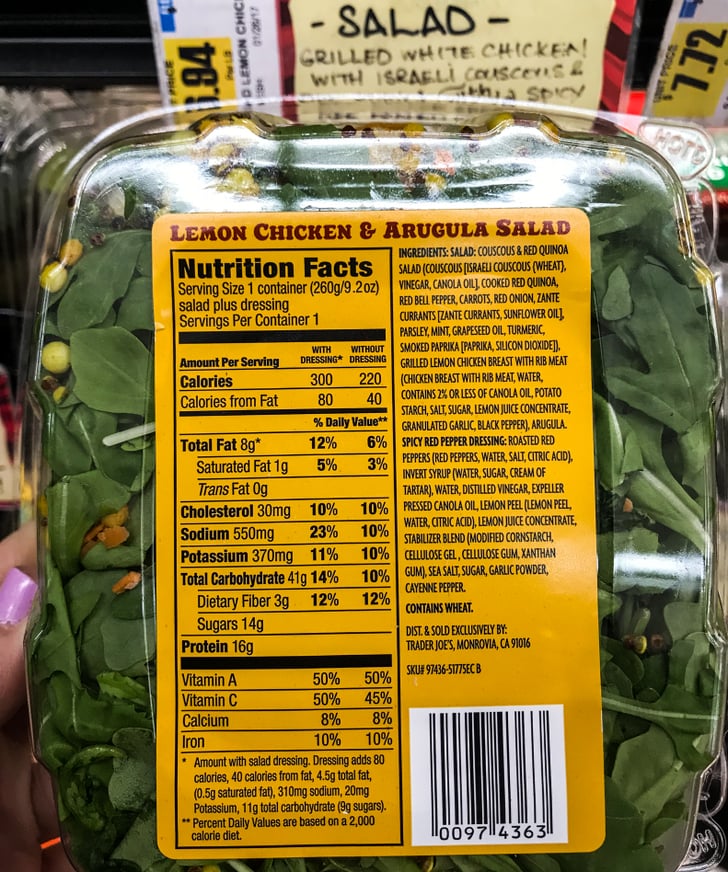 - SALAD -
GRILLED WHITE CHICKEN!
WITH ISRAELI COUSCOUS &
SPICY
.94
D LEMON CHIC
01/26/17
7.72
HOT
LEMON CHICKEN & ARUGULA SALAD
Nutrition Facts
Serving Size 1 container (260g/9.2oz)
salad plus dressing
Servings Per Container 1
Amount Per Serving WITH DRESSING* WITHOUT DRESSING
Calories 300 220
Calories from Fat 80 40
% Daily Value**
Total Fat 8g* 12% 6%
Saturated Fat 1g 5% 3%
Trans Fat 0g
Cholesterol 30mg 10% 10%
Sodium 550mg 23% 10%
Potassium 370mg 11% 10%
Total Carbohydrate 41g 14% 10%
Dietary Fiber 3g 12% 12%
Sugars 14g
Protein 16g
Vitamin A 50% 50%
Vitamin C 50% 45%
Calcium 8% 8%
Iron 10% 10%
* Amount with salad dressing. Dressing adds 80
calories, 40 calories from fat, 4.5g total fat,
(0.5g saturated fat), 310mg sodium, 20mg
Potassium, 11g total carbohydrate (9g sugars).
** Percent Daily Values are based on a 2,000
calorie diet.
INGREDIENTS: SALAD: COUSCOUS & RED QUINOA
SALAD (COUSCOUS [ISRAELI COUSCOUS (WHEAT),
VINEGAR, CANOLA OIL], COOKED RED QUINOA,
RED BELL PEPPER, CARROTS, RED ONION, ZANTE
CURRANTS [ZANTE CURRANTS, SUNFLOWER OIL],
PARSLEY, MINT, GRAPESEED OIL, TURMERIC,
SMOKED PAPRIKA [PAPRIKA, SILICON DIOXIDE]),
GRILLED LEMON CHICKEN BREAST WITH RIB MEAT
(CHICKEN BREAST WITH RIB MEAT, WATER,
CONTAINS 2% OR LESS OF CANOLA OIL, POTATO
STARCH, SALT, SUGAR, LEMON JUICE CONCENTRATE,
GRANULATED GARLIC, BLACK PEPPER), ARUGULA.
SPICY RED PEPPER DRESSING: ROASTED RED
PEPPERS (RED PEPPERS, WATER, SALT, CITRIC ACID),
INVERT SYRUP (WATER, SUGAR, CREAM OF
TARTAR), WATER, DISTILLED VINEGAR, EXPELLER
PRESSED CANOLA OIL, LEMON PEEL (LEMON PEEL,
WATER, CITRIC ACID), LEMON JUICE CONCENTRATE,
STABILIZER BLEND (MODIFIED CORNSTARCH,
CELLULOSE GEL, CELLULOSE GUM, XANTHAN
GUM), SEA SALT, SUGAR, GARLIC POWDER,
CAYENNE PEPPER.
CONTAINS WHEAT.
DIST. & SOLD EXCLUSIVELY BY:
TRADER JOE'S, MONROVIA, CA 91016
SKU# 97436-5177SEC B
0097 4363